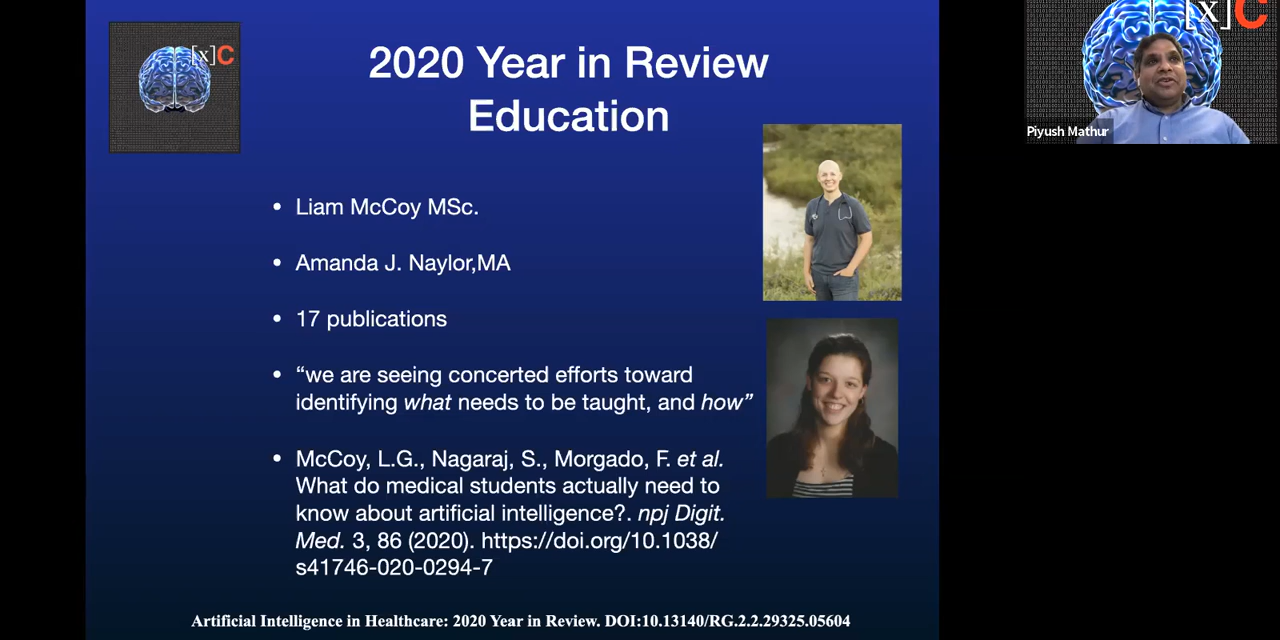 [x]C
2020 Year in Review
Education
• Liam McCoy MSc.
• Amanda J. Naylor,MA
• 17 publications
• “we are seeing concerted efforts toward
identifying what needs to be taught, and how”
• McCoy, L.G., Nagaraj, S., Morgado, F. et al.
What do medical students actually need to
know about artificial intelligence?. npj Digit.
Med. 3, 86 (2020). https://doi.org/10.1038/
s41746-020-0294-7
Artificial Intelligence in Healthcare: 2020 Year in Review. DOI:10.13140/RG.2.2.29325.05604
[x]C
Piyush Mathur